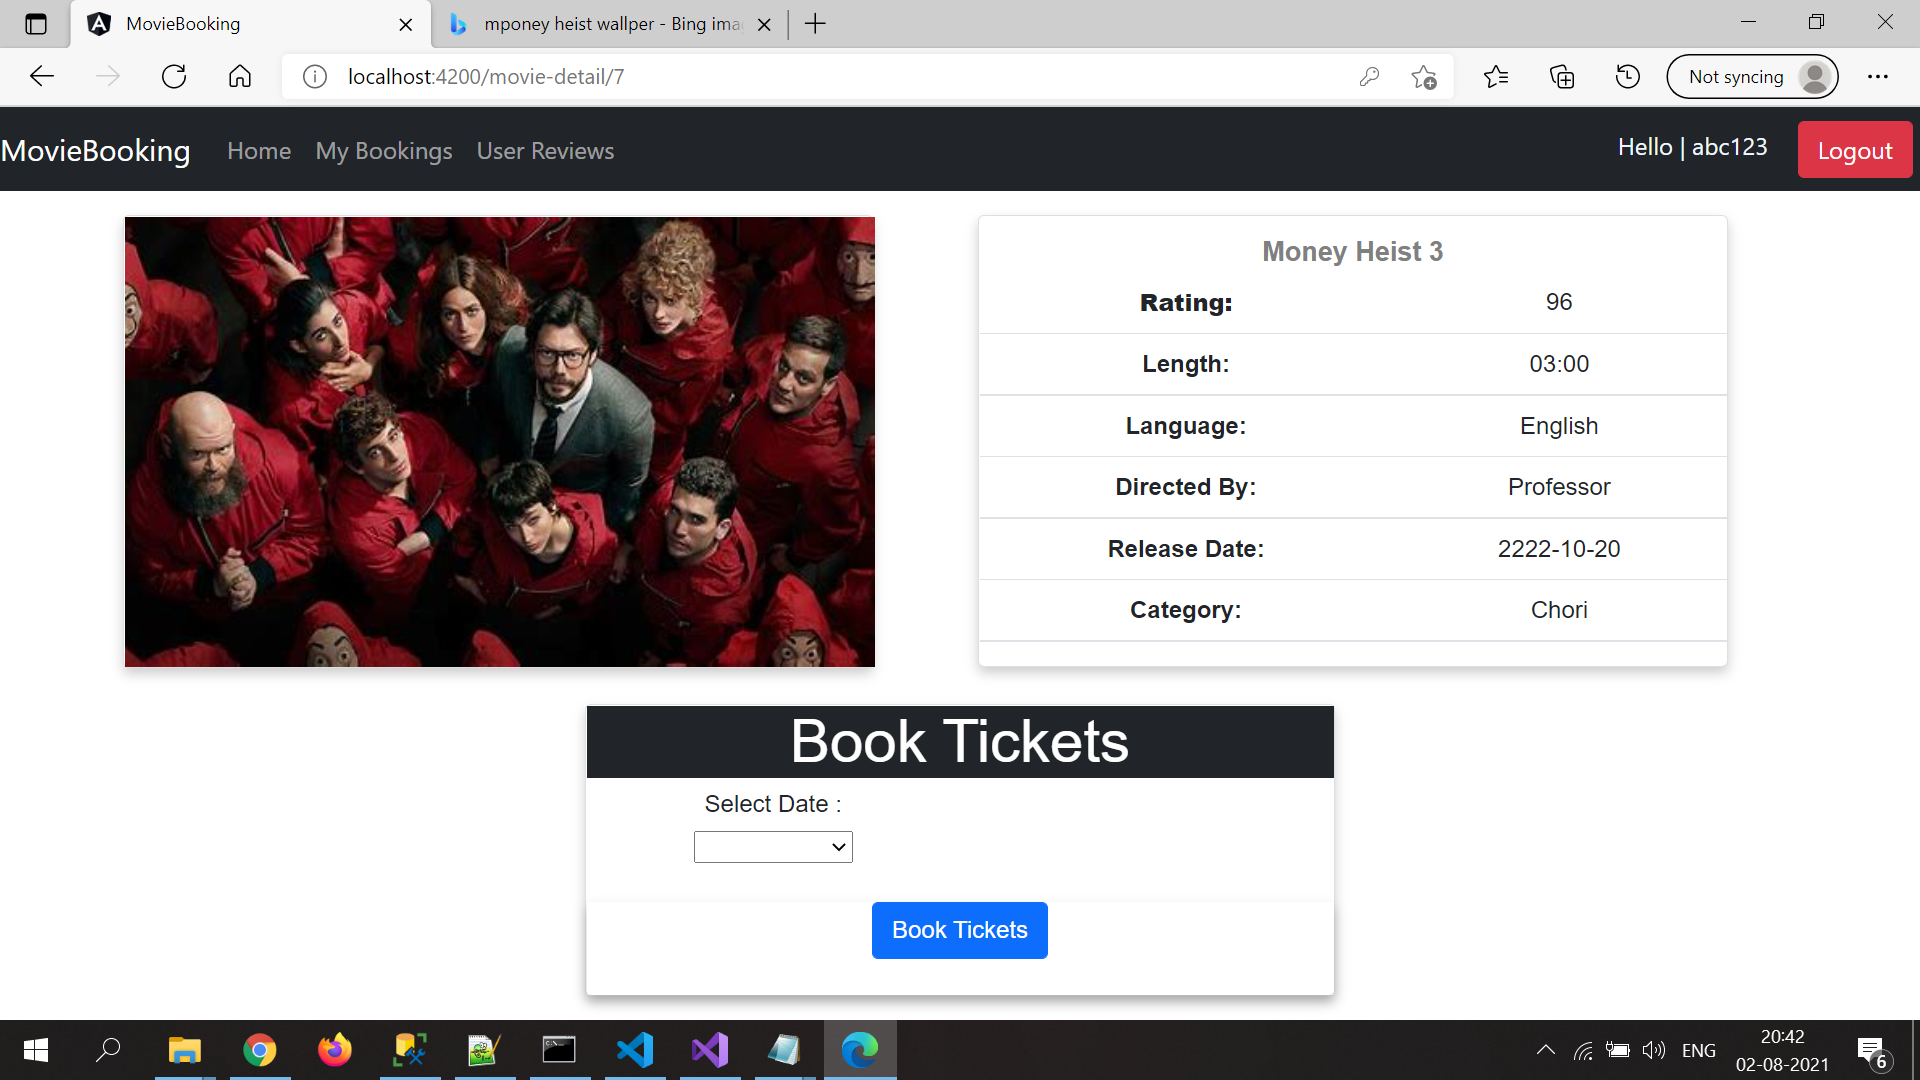 MovieBooking
mponey heist wallper - Bing ima
localhost:4200/movie-detail/7
Not syncing
MovieBooking Home My Bookings User Reviews Hello | abc123 Logout
Money Heist 3
Rating: 96
Length: 03:00
Language: English
Directed By: Professor
Release Date: 2222-10-20
Category: Chori
Book Tickets
Select Date :
Book Tickets
ENG
20:42
02-08-2021
6